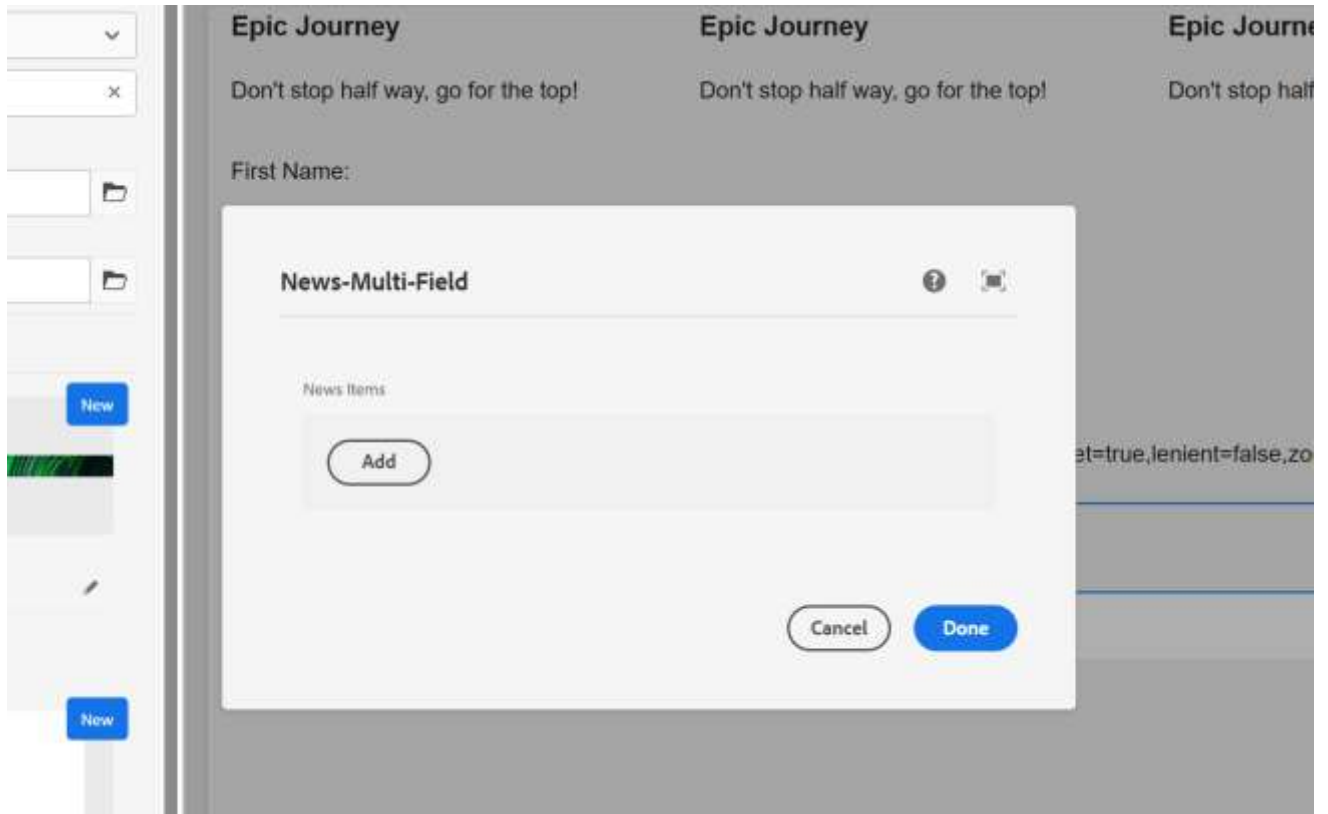 Epic Journey
Epic Journey
Epic Journe
Don't stop half way, go for the top!
Don't stop half way, go for the top!
Don't stop half
First Name:
News-Multi-Field
New
News Items
Add
et=true,lenient=false,zo
Cancel
Done
New